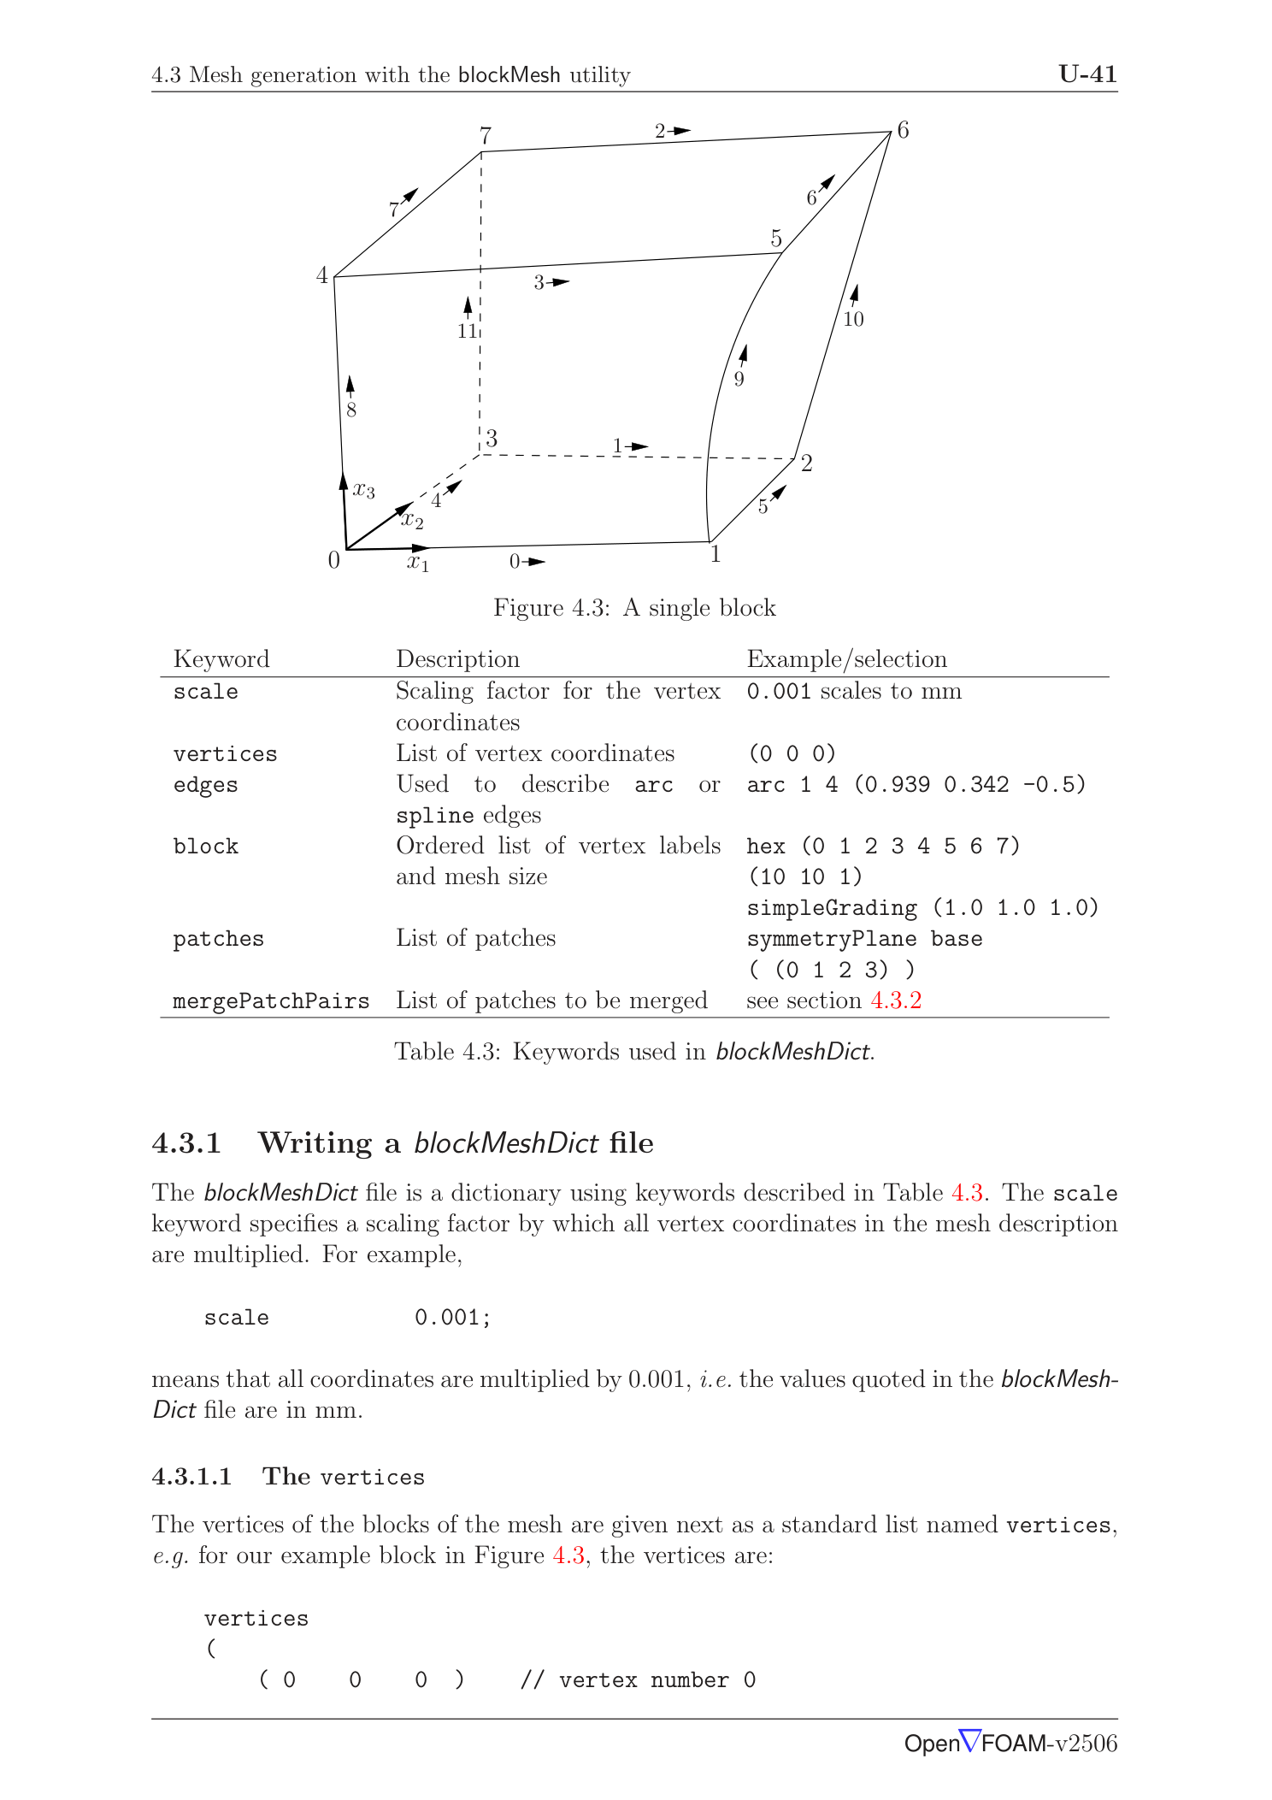 4.3 Mesh generation with the blockMesh utility U-41
7 2 6
7 6
5
4 3
11 10
9
8
3 1 2
x3 4 5
x2
0 x1 0 1
Figure 4.3: A single block
Keyword Description Example/selection
scale Scaling factor for the vertex 0.001 scales to mm
coordinates
vertices List of vertex coordinates (0 0 0)
edges Used to describe arc or arc 1 4 (0.939 0.342 -0.5)
spline edges
block Ordered list of vertex labels hex (0 1 2 3 4 5 6 7)
and mesh size (10 10 1)
simpleGrading (1.0 1.0 1.0)
patches List of patches symmetryPlane base
( (0 1 2 3) )
mergePatchPairs List of patches to be merged see section 4.3.2
Table 4.3: Keywords used in blockMeshDict.
4.3.1 Writing a blockMeshDict file
The blockMeshDict file is a dictionary using keywords described in Table 4.3. The scale
keyword specifies a scaling factor by which all vertex coordinates in the mesh description
are multiplied. For example,
scale 0.001;
means that all coordinates are multiplied by 0.001, i.e. the values quoted in the blockMesh-
Dict file are in mm.
4.3.1.1 The vertices
The vertices of the blocks of the mesh are given next as a standard list named vertices,
e.g. for our example block in Figure 4.3, the vertices are:
vertices
(
( 0 0 0 ) // vertex number 0
Open∇FOAM-v2506